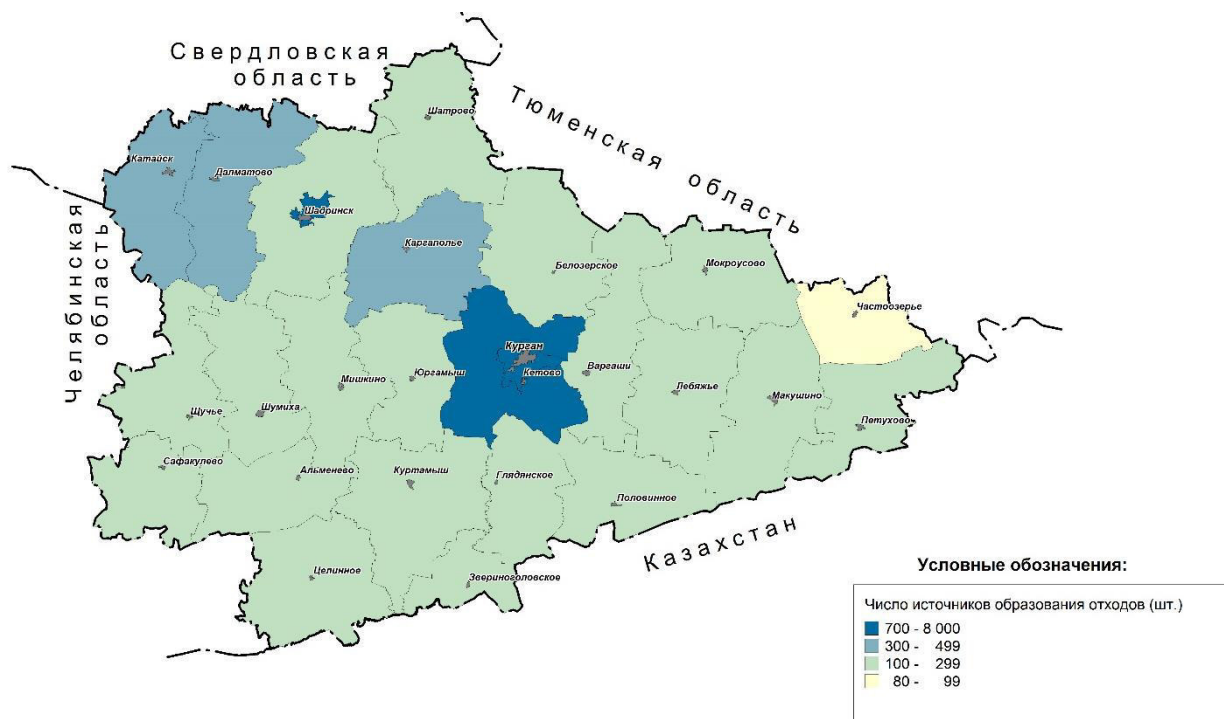 Свердловская
область
Тюменская область
Челябинская
область
Шатрово
Катайск
Далматово
Шадринск
Каргаполье
Белозерское
Мокроусово
Частоозерье
Курган
Кетово
Варгаши
Юргамыш
Мишкино
Лебяжье
Макушино
Петухово
Щучье
Шумиха
Сафакулево
Альменево
Куртамыш
Глядянское
Половинное
Целинное
Звериноголовское
Казахстан
Условные обозначения:
Число источников образования отходов (шт.)
700 - 8 000
300 - 499
100 - 299
80 - 99